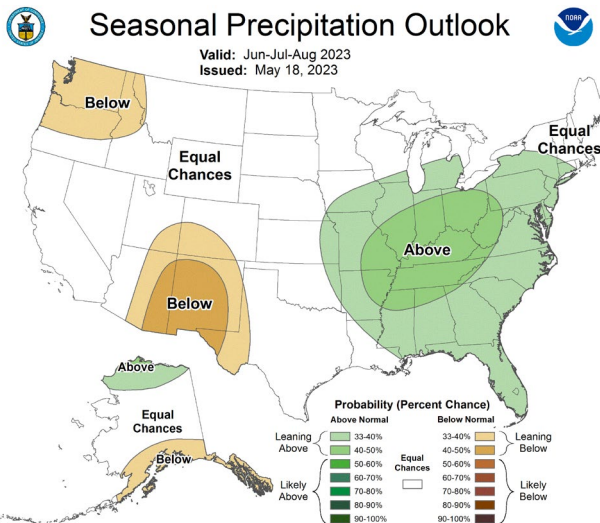 Seasonal Precipitation Outlook
NOAA
Valid: Jun-Jul-Aug 2023
Issued: May 18, 2023
Below
Equal
Chances
Equal
Chances
Above
Below
Above
Equal
Chances
Below
Probability (Percent Chance)
Above Normal
Below Normal
Leaning
Above
33-40%
40-50%
Likely
Above
50-60%
60-70%
70-80%
80-90%
90-100%
Equal
Chances
33-40%
40-50%
Leaning
Below
50-60%
60-70%
70-80%
80-90%
90-100%
Likely
Below